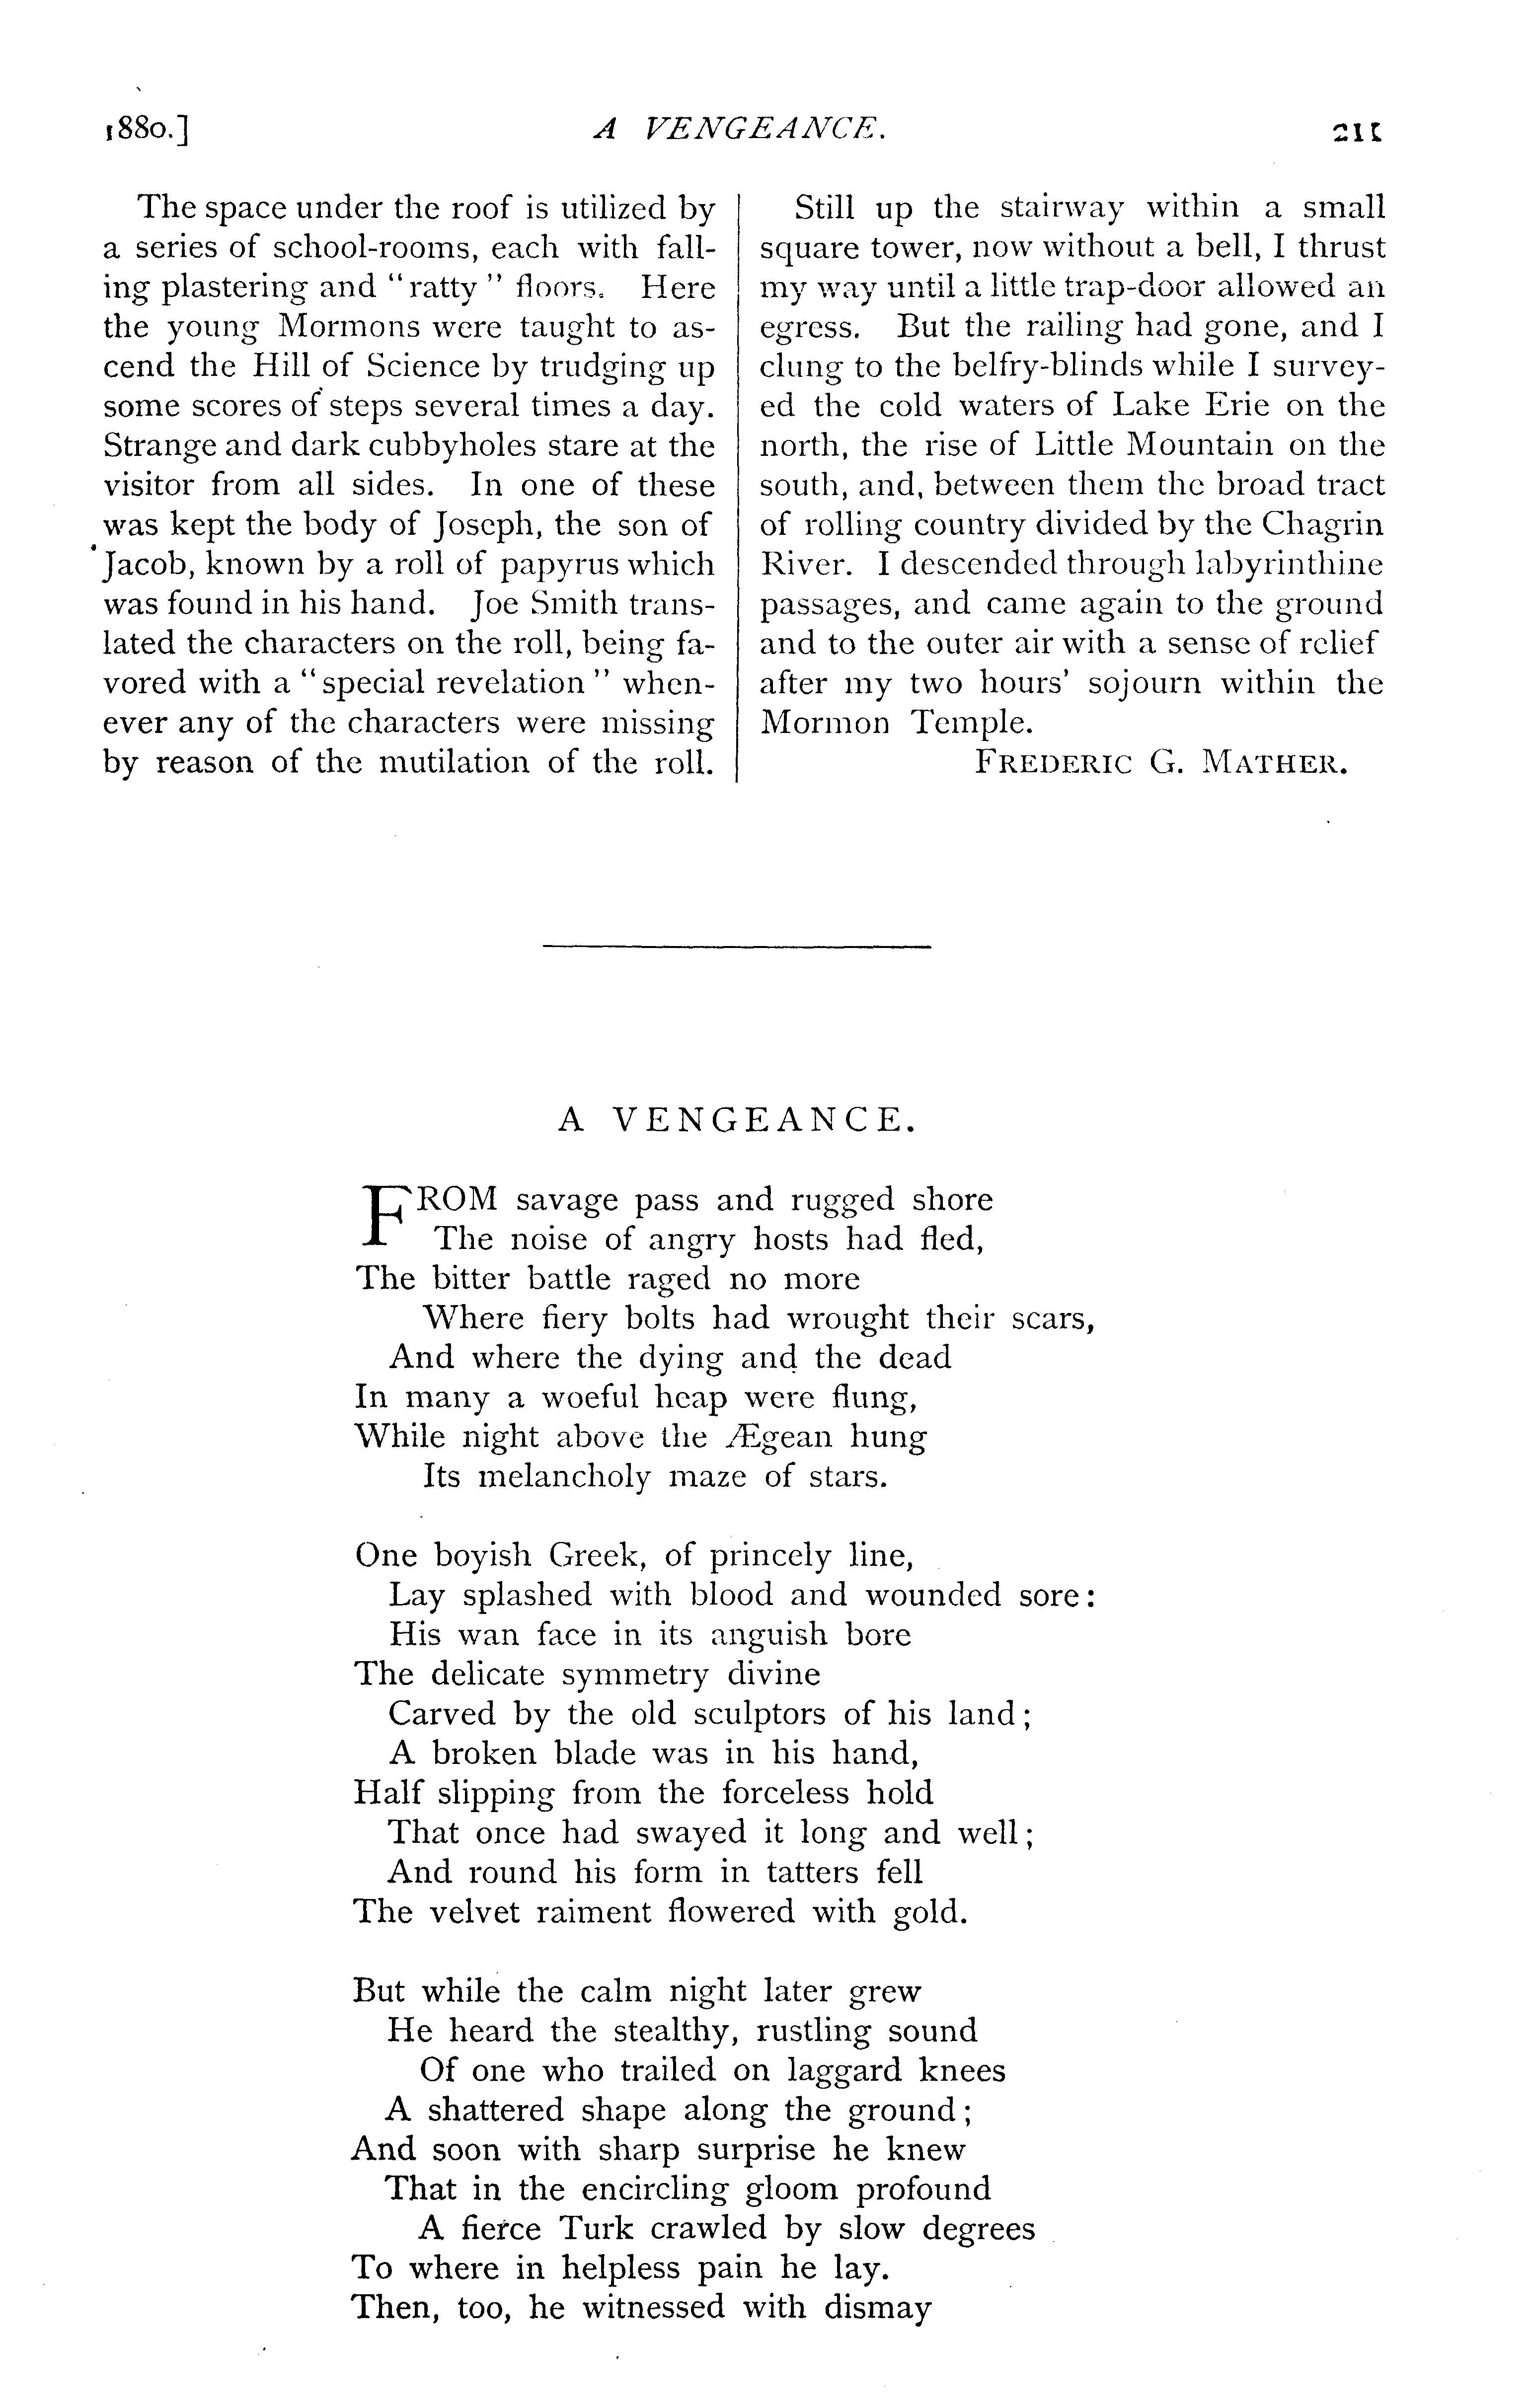 1880.] A VENGEANCE. 211
The space under the roof is utilized by
a series of school-rooms, each with fall-
ing plastering and "ratty" floors. Here
the young Mormons were taught to as-
cend the Hill of Science by trudging up
some scores of steps several times a day.
Strange and dark cubbyholes stare at the
visitor from all sides. In one of these
was kept the body of Joseph, the son of
Jacob, known by a roll of papyrus which
was found in his hand. Joe Smith trans-
lated the characters on the roll, being fa-
vored with a "special revelation" when-
ever any of the characters were missing
by reason of the mutilation of the roll.
Still up the stairway within a small
square tower, now without a bell, I thrust
my way until a little trap-door allowed an
egress. But the railing had gone, and I
clung to the belfry-blinds while I survey-
ed the cold waters of Lake Erie on the
north, the rise of Little Mountain on the
south, and, between them the broad tract
of rolling country divided by the Chagrin
River. I descended through labyrinthine
passages, and came again to the ground
and to the outer air with a sense of relief
after my two hours' sojourn within the
Mormon Temple.
FREDERIC G. MATHER.
A VENGEANCE.
FROM savage pass and rugged shore
The noise of angry hosts had fled,
The bitter battle raged no more
Where fiery bolts had wrought their scars,
And where the dying and the dead
In many a woeful heap were flung,
While night above the Ægean hung
Its melancholy maze of stars.
One boyish Greek, of princely line,
Lay splashed with blood and wounded sore:
His wan face in its anguish bore
The delicate symmetry divine
Carved by the old sculptors of his land;
A broken blade was in his hand,
Half slipping from the forceless hold
That once had swayed it long and well;
And round his form in tatters fell
The velvet raiment flowered with gold.
But while the calm night later grew
He heard the stealthy, rustling sound
Of one who trailed on laggard knees
A shattered shape along the ground;
And soon with sharp surprise he knew
That in the encircling gloom profound
A fierce Turk crawled by slow degrees
To where in helpless pain he lay.
Then, too, he witnessed with dismay